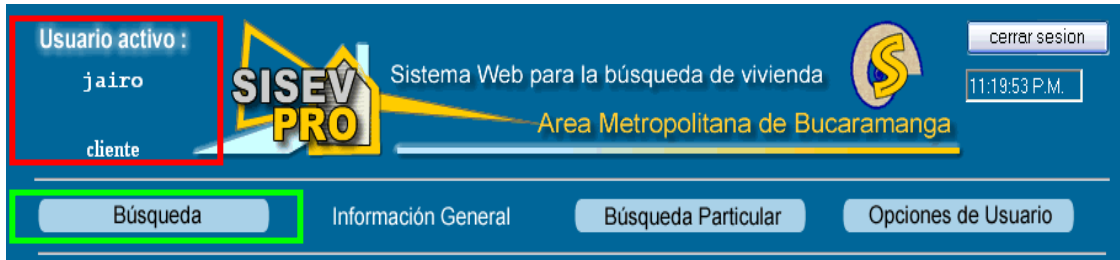 Usuario activo :
jairo
cliente
SISEV
PRO
Sistema Web para la búsqueda de vivienda
Area Metropolitana de Bucaramanga
S
cerrar sesion
11:19:53 P.M.
Búsqueda
Información General
Búsqueda Particular
Opciones de Usuario